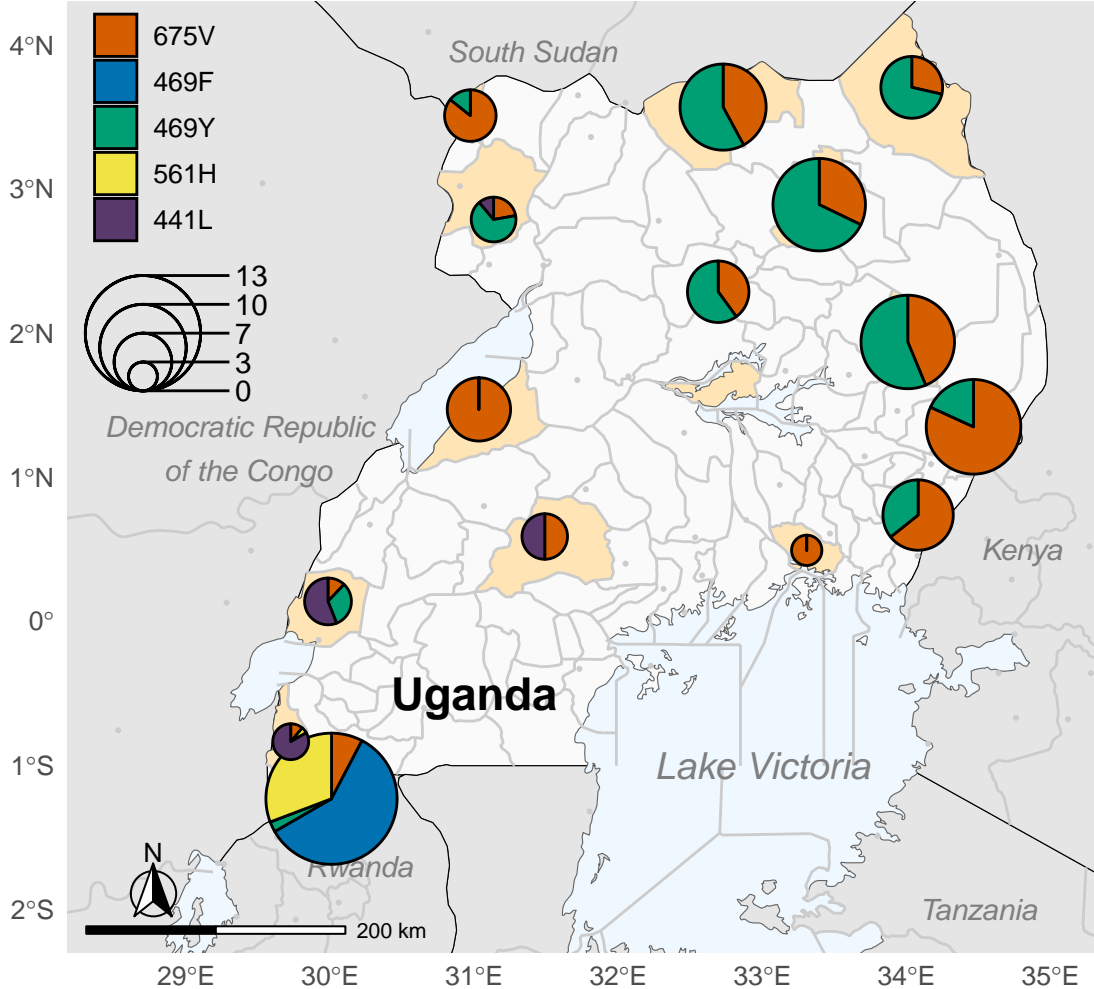 675V
469F
469Y
561H
441L
13
10
7
3
0
4°N
3°N
2°N
1°N
0°
1°S
2°S
South Sudan
Democratic Republic
of the Congo
Kenya
Uganda
Lake Victoria
Rwanda
Tanzania
N
200 km
29°E
30°E
31°E
32°E
33°E
34°E
35°E